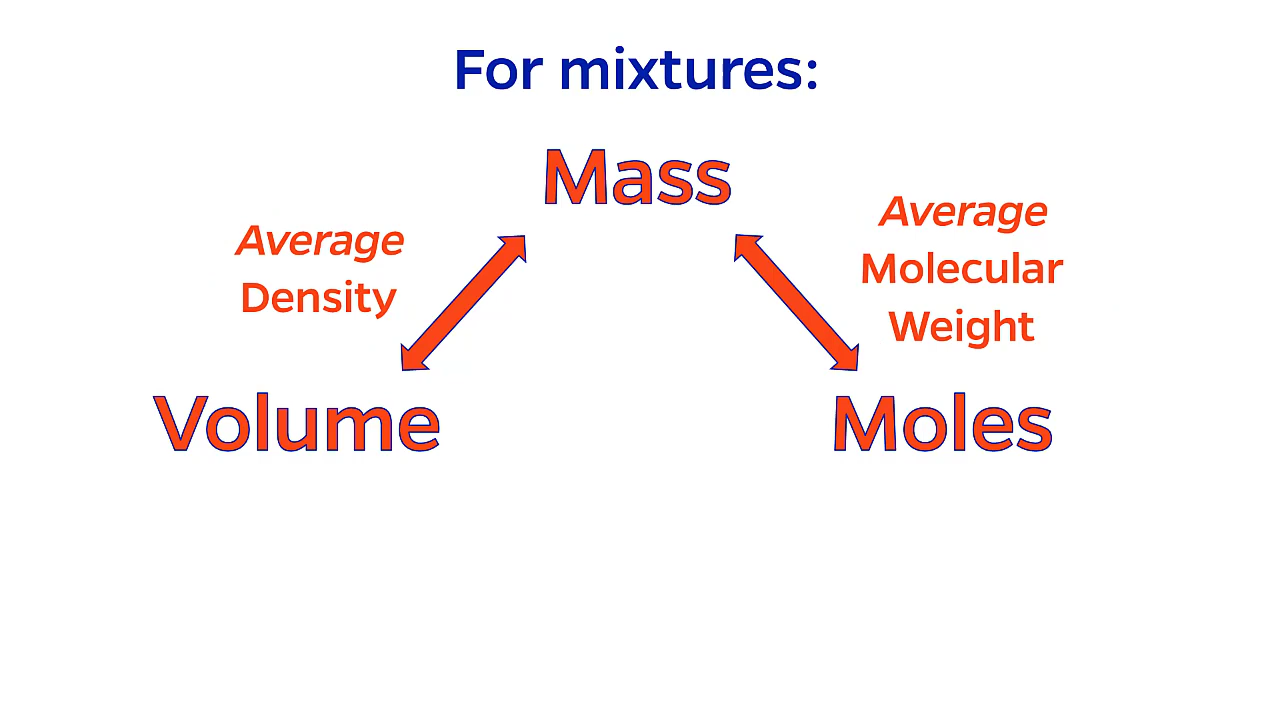 For mixtures:
Mass
Average
Density
Average
Molecular
Weight
Volume
Moles